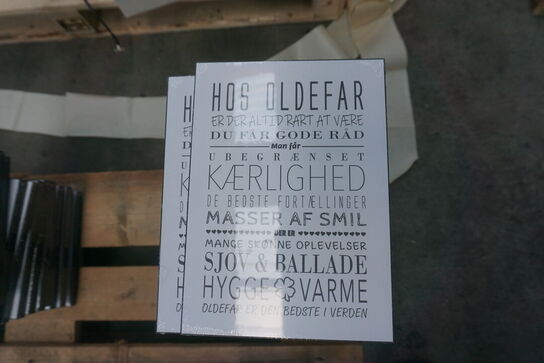 HOS OLDEFAR
ER DER ALTID RART AT VÆRE
DU FÅR GODE RÅD
Man får
UBEGRÆNSET
KÆRLIGHED
DE BEDSTE FORTÆLLINGER
MASSER AF SMIL
DER ER
MANGE SKØNNE OPLEVELSER
SJOV & BALLADE
HYGGE VARME
OLDEFAR ER DEN BEDSTE I VERDEN